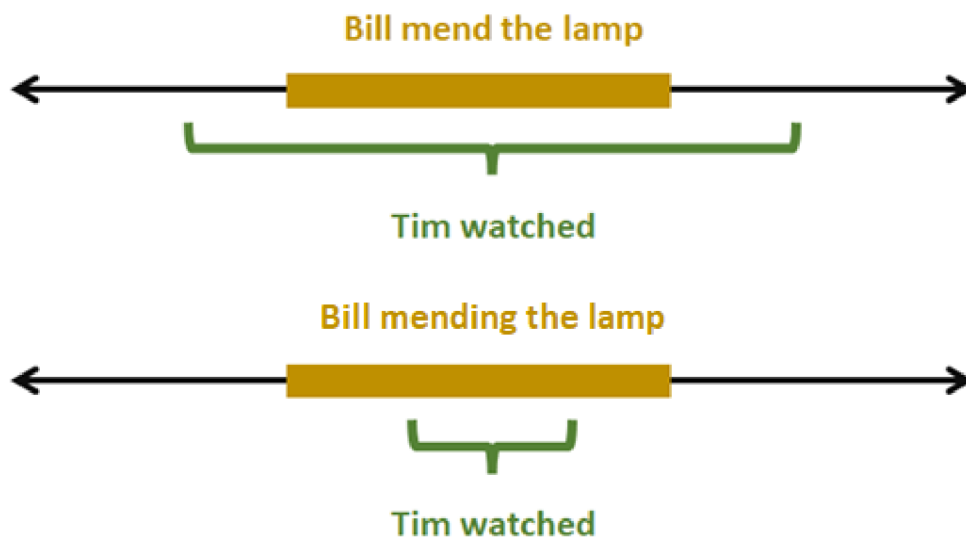 Bill mend the lamp
Tim watched
Bill mending the lamp
Tim watched